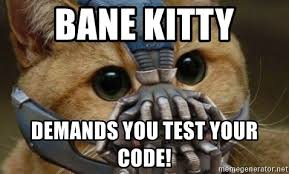 BANE KITTY
DEMANDS YOU TEST YOUR
CODE!
memegenerator.net